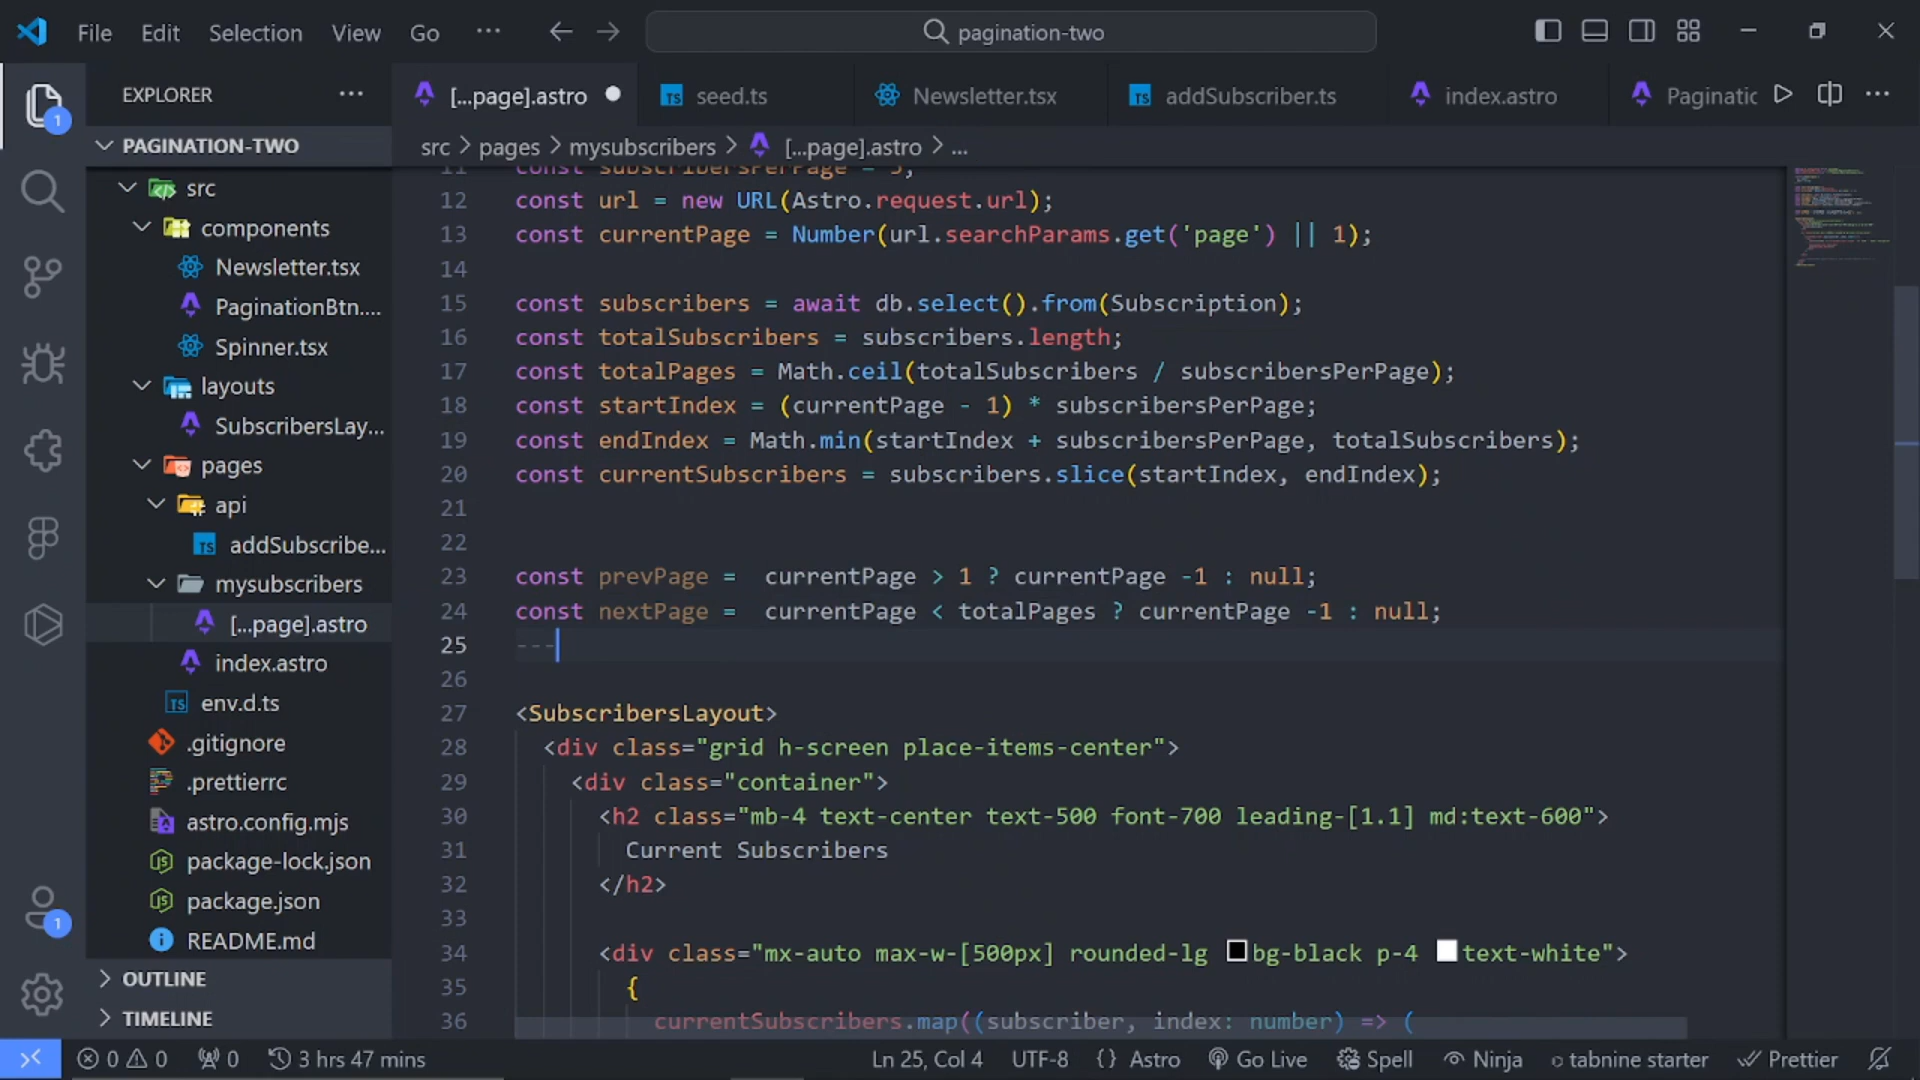 File Edit Selection View Go ··· pagination-two
EXPLORER ···
[...page].astro seed.ts Newsletter.tsx addSubscriber.ts index.astro Paginatic ···
PAGINATION-TWO
src > pages > mysubscribers > [...page].astro > ...
src
components
Newsletter.tsx
PaginationBtn....
Spinner.tsx
layouts
SubscribersLay...
pages
api
addSubscribe...
mysubscribers
[...page].astro
index.astro
env.d.ts
.gitignore
.prettierrc
astro.config.mjs
package-lock.json
package.json
README.md
OUTLINE
TIMELINE
11 const subscribersPerPage = 5;
12 const url = new URL(Astro.request.url);
13 const currentPage = Number(url.searchParams.get('page') || 1);
14
15 const subscribers = await db.select().from(Subscription);
16 const totalSubscribers = subscribers.length;
17 const totalPages = Math.ceil(totalSubscribers / subscribersPerPage);
18 const startIndex = (currentPage - 1) * subscribersPerPage;
19 const endIndex = Math.min(startIndex + subscribersPerPage, totalSubscribers);
20 const currentSubscribers = subscribers.slice(startIndex, endIndex);
21
22
23 const prevPage =  currentPage > 1 ? currentPage -1 : null;
24 const nextPage =  currentPage < totalPages ? currentPage -1 : null;
25 ---
26
27 <SubscribersLayout>
28 <div class="grid h-screen place-items-center">
29 <div class="container">
30 <h2 class="mb-4 text-center text-500 font-700 leading-[1.1] md:text-600">
31 Current Subscribers
32 </h2>
33
34 <div class="mx-auto max-w-[500px] rounded-lg bg-black p-4 text-white">
35 {
36 currentSubscribers.map((subscriber, index: number) => (
1
1
0 0 0 3 hrs 47 mins Ln 25, Col 4 UTF-8 {} Astro Go Live Spell Ninja tabnine starter Prettier